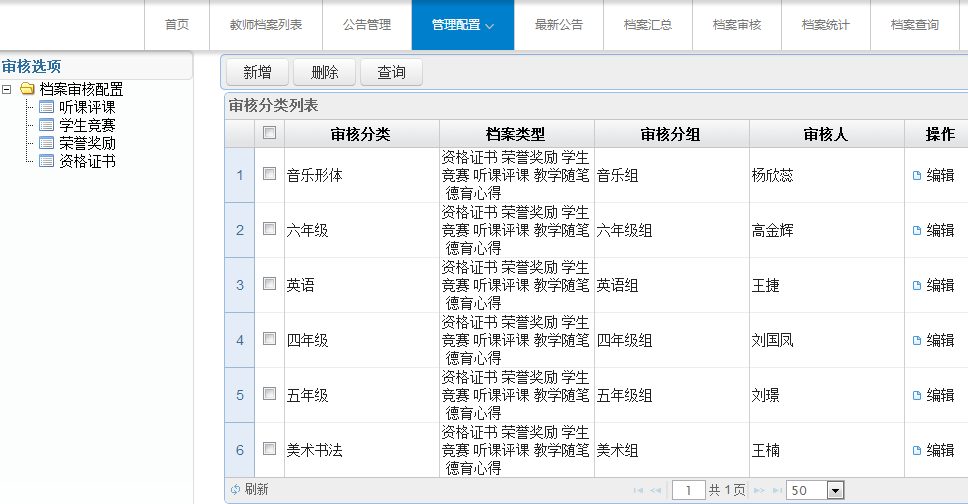 首页 教师档案列表 公告管理 管理配置 最新公告 档案汇总 档案审核 档案统计 档案查询
审核选项
档案审核配置
听课评课
学生竞赛
荣誉奖励
资格证书
新增 删除 查询
审核分类列表
审核分类 档案类型 审核分组 审核人 操作
1 音乐形体 资格证书 荣誉奖励 学生 音乐组 杨欣蕊 编辑
竞赛 听课评课 教学随笔
德育心得
2 六年级 资格证书 荣誉奖励 学生 六年级组 高金辉 编辑
竞赛 听课评课 教学随笔
德育心得
3 英语 资格证书 荣誉奖励 学生 英语组 王捷 编辑
竞赛 听课评课 教学随笔
德育心得
4 四年级 资格证书 荣誉奖励 学生 四年级组 刘国凤 编辑
竞赛 听课评课 教学随笔
德育心得
5 五年级 资格证书 荣誉奖励 学生 五年级组 刘璟 编辑
竞赛 听课评课 教学随笔
德育心得
6 美术书法 资格证书 荣誉奖励 学生 美术组 王楠 编辑
竞赛 听课评课 教学随笔
德育心得
刷新 1 共 1页 50